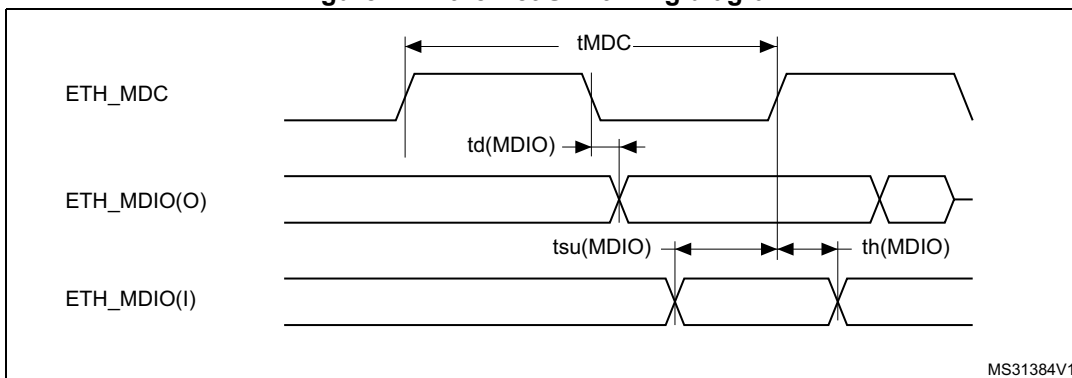 tMDC
ETH_MDC
td(MDIO)
ETH_MDIO(O)
tsu(MDIO) th(MDIO)
ETH_MDIO(I)
MS31384V1